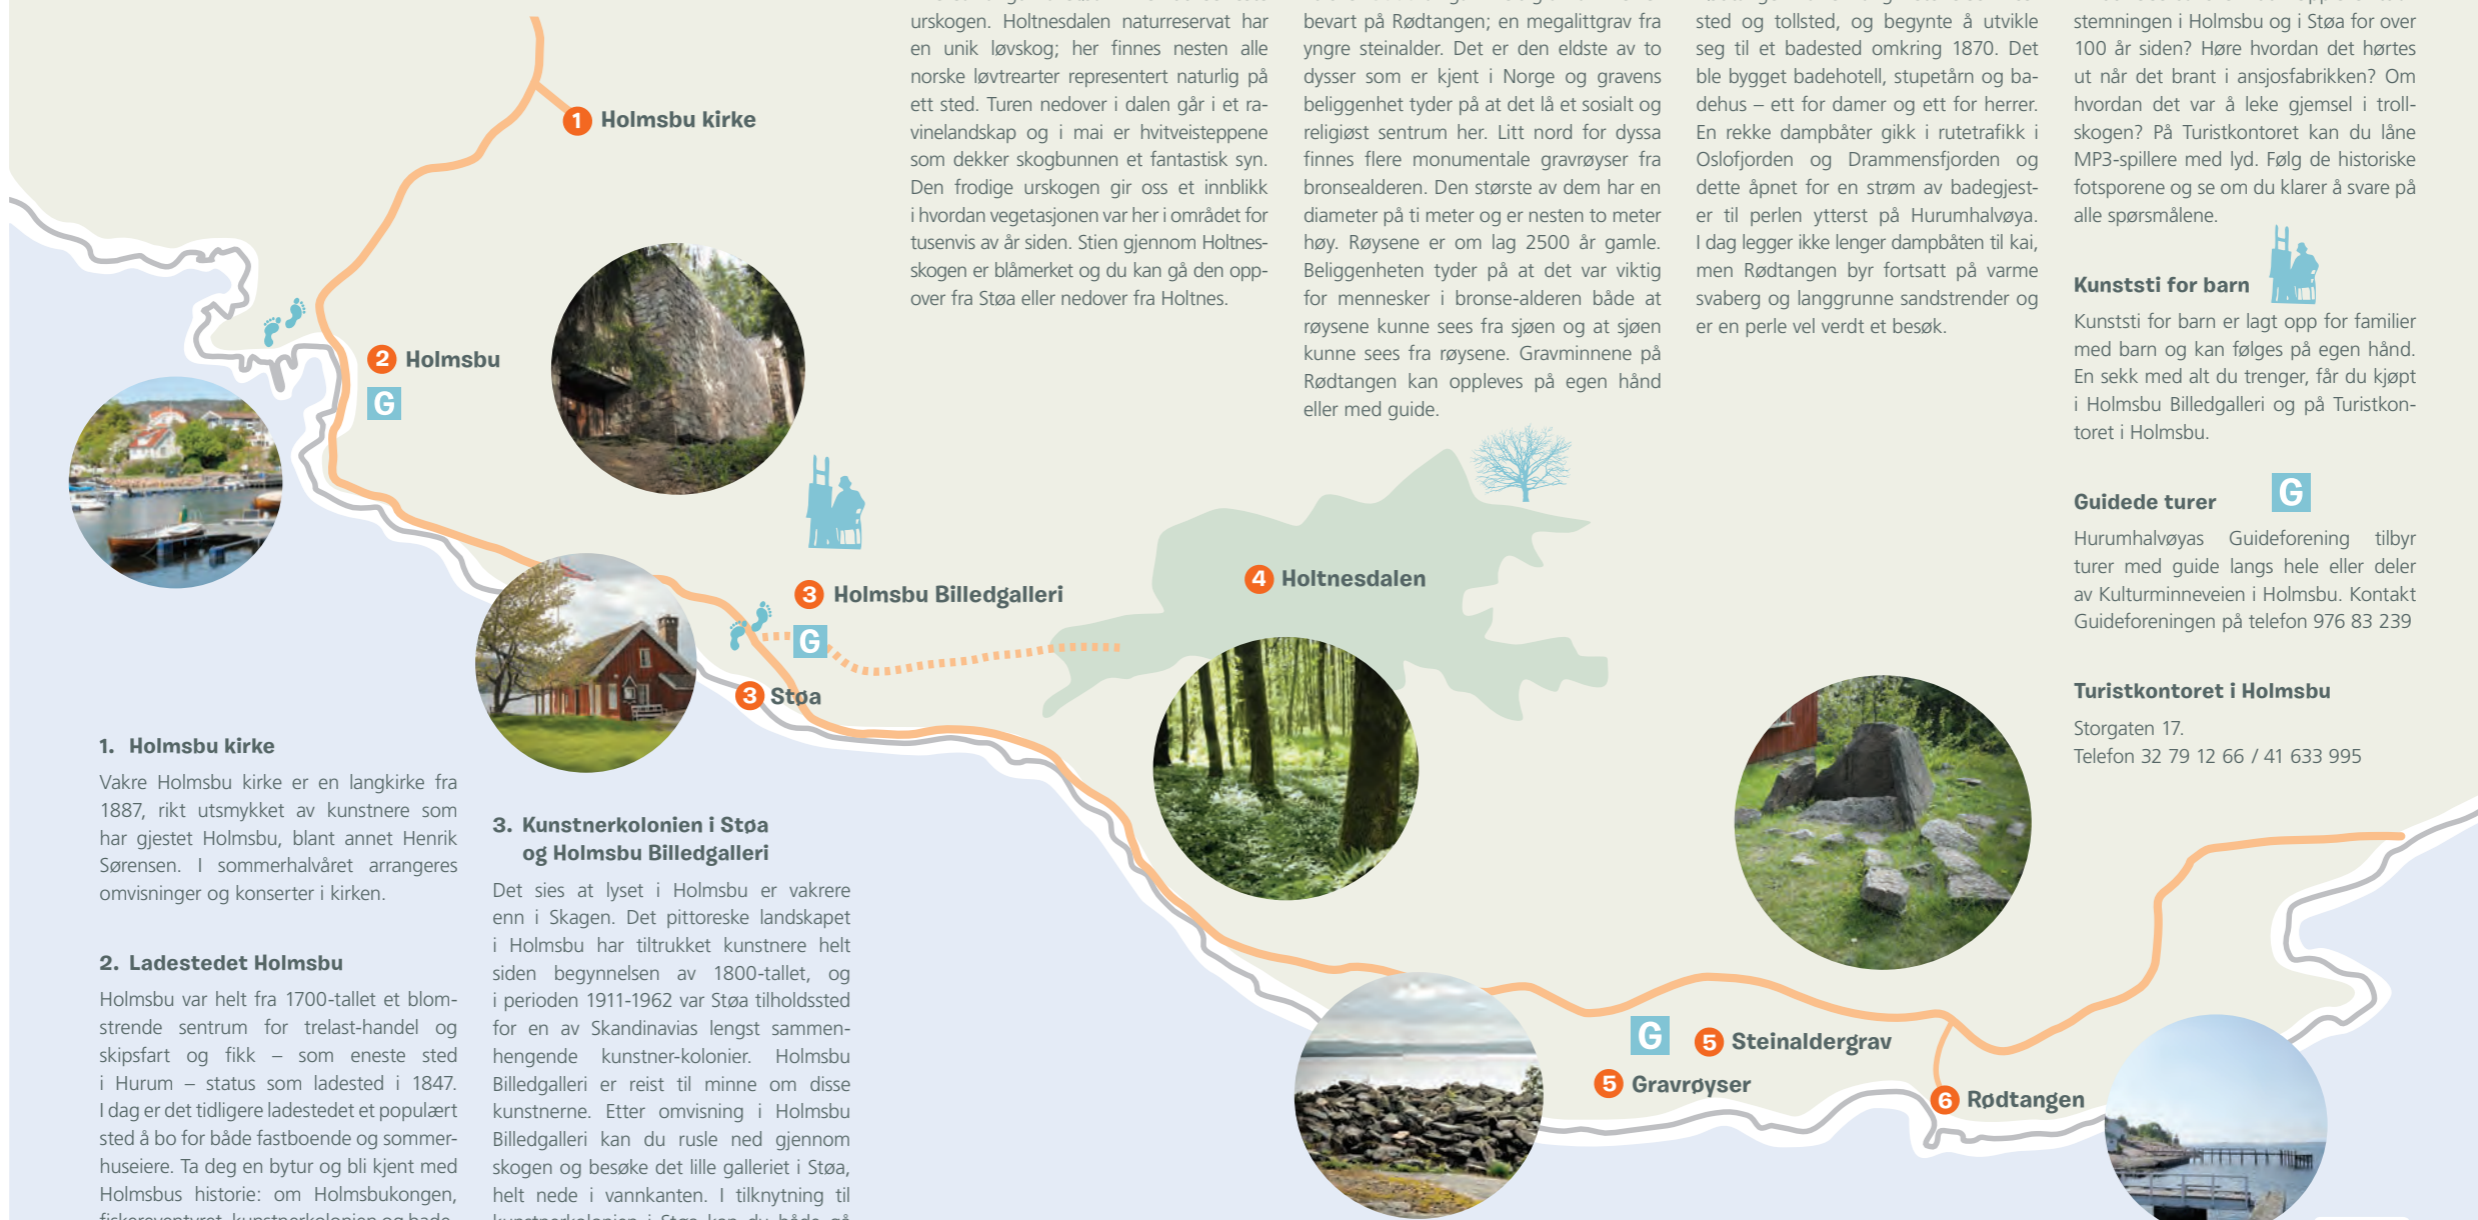 1 Holmsbu kirke
2 Holmsbu
G
3 Holmsbu Billedgalleri
G
3 Støa
4 Holtnesdalen
G
5 Steinaldergrav
5 Gravrøyser
6 Rødtangen
1. Holmsbu kirke
Vakre Holmsbu kirke er en langkirke fra
1887, rikt utsmykket av kunstnere som
har gjestet Holmsbu, blant annet Henrik
Sørensen. I sommerhalvåret arrangeres
omvisninger og konserter i kirken.
2. Ladestedet Holmsbu
Holmsbu var helt fra 1700-tallet et blom-
strende sentrum for trelast-handel og
skipsfart og fikk – som eneste sted
i Hurum – status som ladested i 1847.
I dag er det tidligere ladestedet et populært
sted å bo for både fastboende og sommer-
huseiere. Ta deg en bytur og bli kjent med
Holmsbus historie: om Holmsbukongen,
fiskereventyret, kunstnerkolonien og bade-
3. Kunstnerkolonien i Støa
og Holmsbu Billedgalleri
Det sies at lyset i Holmsbu er vakrere
enn i Skagen. Det pittoreske landskapet
i Holmsbu har tiltrukket kunstnere helt
siden begynnelsen av 1800-tallet, og
i perioden 1911-1962 var Støa tilholdssted
for en av Skandinavias lengst sammen-
hengende kunstner-kolonier. Holmsbu
Billedgalleri er reist til minne om disse
kunstnerne. Etter omvisning i Holmsbu
Billedgalleri kan du rusle ned gjennom
skogen og besøke det lille galleriet i Støa,
helt nede i vannkanten. I tilknytning til
kunstnerkolonien i Støa kan du både gå
urskogen. Holtnesdalen naturreservat har
en unik løvskog; her finnes nesten alle
norske løvtrearter representert naturlig på
ett sted. Turen nedover i dalen går i et ra-
vinelandskap og i mai er hvitveisteppene
som dekker skogbunnen et fantastisk syn.
Den frodige urskogen gir oss et innblikk
i hvordan vegetasjonen var her i området for
tusenvis av år siden. Stien gjennom Holtnes-
skogen er blåmerket og du kan gå den opp-
over fra Støa eller nedover fra Holtnes.
bevart på Rødtangen; en megalittgrav fra
yngre steinalder. Det er den eldste av to
dysser som er kjent i Norge og gravens
beliggenhet tyder på at det lå et sosialt og
religiøst sentrum her. Litt nord for dyssa
finnes flere monumentale gravrøyser fra
bronsealderen. Den største av dem har en
diameter på ti meter og er nesten to meter
høy. Røysene er om lag 2500 år gamle.
Beliggenheten tyder på at det var viktig
for mennesker i bronse-alderen både at
røysene kunne sees fra sjøen og at sjøen
kunne sees fra røysene. Gravminnene på
Rødtangen kan oppleves på egen hånd
eller med guide.
sted og tollsted, og begynte å utvikle
seg til et badested omkring 1870. Det
ble bygget badehotell, stupetårn og ba-
dehus – ett for damer og ett for herrer.
En rekke dampbåter gikk i rutetrafikk i
Oslofjorden og Drammensfjorden og
dette åpnet for en strøm av badegjest-
er til perlen ytterst på Hurumhalvøya.
I dag legger ikke lenger dampbåten til kai,
men Rødtangen byr fortsatt på varme
svaberg og langgrunne sandstrender og
er en perle vel verdt et besøk.
stemningen i Holmsbu og i Støa for over
100 år siden? Høre hvordan det hørtes
ut når det brant i ansjosfabrikken? Om
hvordan det var å leke gjemsel i troll-
skogen? På Turistkontoret kan du låne
MP3-spillere med lyd. Følg de historiske
fotsporene og se om du klarer å svare på
alle spørsmålene.
Kunststi for barn
Kunststi for barn er lagt opp for familier
med barn og kan følges på egen hånd.
En sekk med alt du trenger, får du kjøpt
i Holmsbu Billedgalleri og på Turistkon-
toret i Holmsbu.
Guidede turer G
Hurumhalvøyas Guideforening tilbyr
turer med guide langs hele eller deler
av Kulturminneveien i Holmsbu. Kontakt
Guideforeningen på telefon 976 83 239
Turistkontoret i Holmsbu
Storgaten 17.
Telefon 32 79 12 66 / 41 633 995